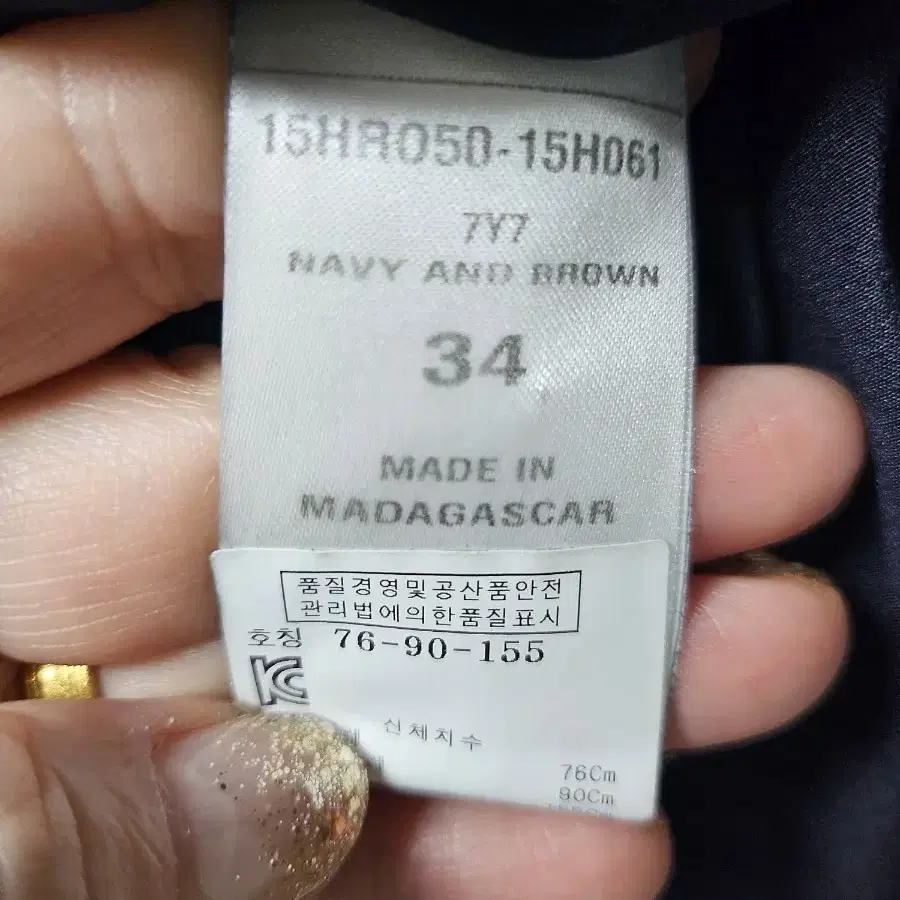 15HR050-15H061
7Y7
NAVY AND BROWN
34
MADE IN
MADAGASCAR
품질경영및공산품안전
관리법에의한품질표시
호칭 76-90-155
KC
신체치수
76Cm
90Cm